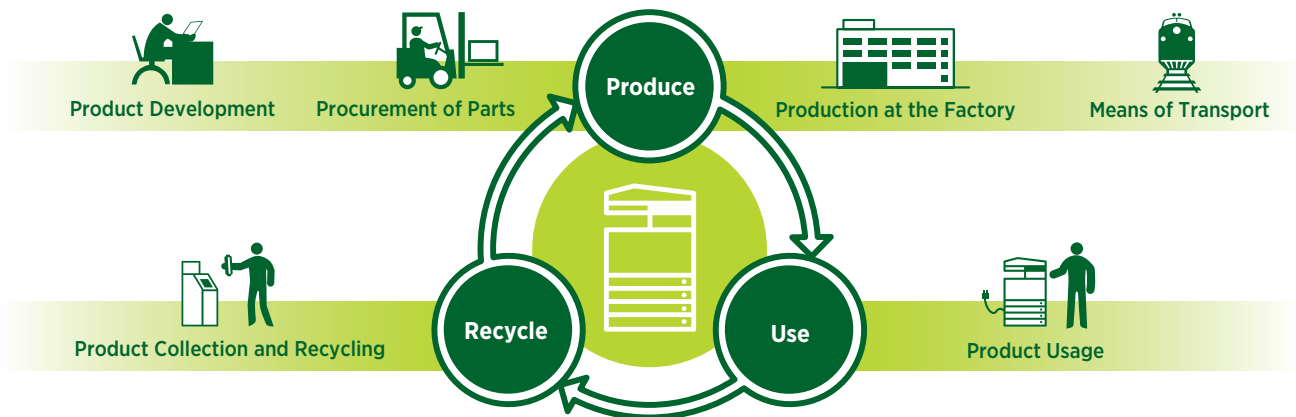 Produce
Product Development
Procurement of Parts
Production at the Factory
Means of Transport
Recycle
Use
Product Collection and Recycling
Product Usage